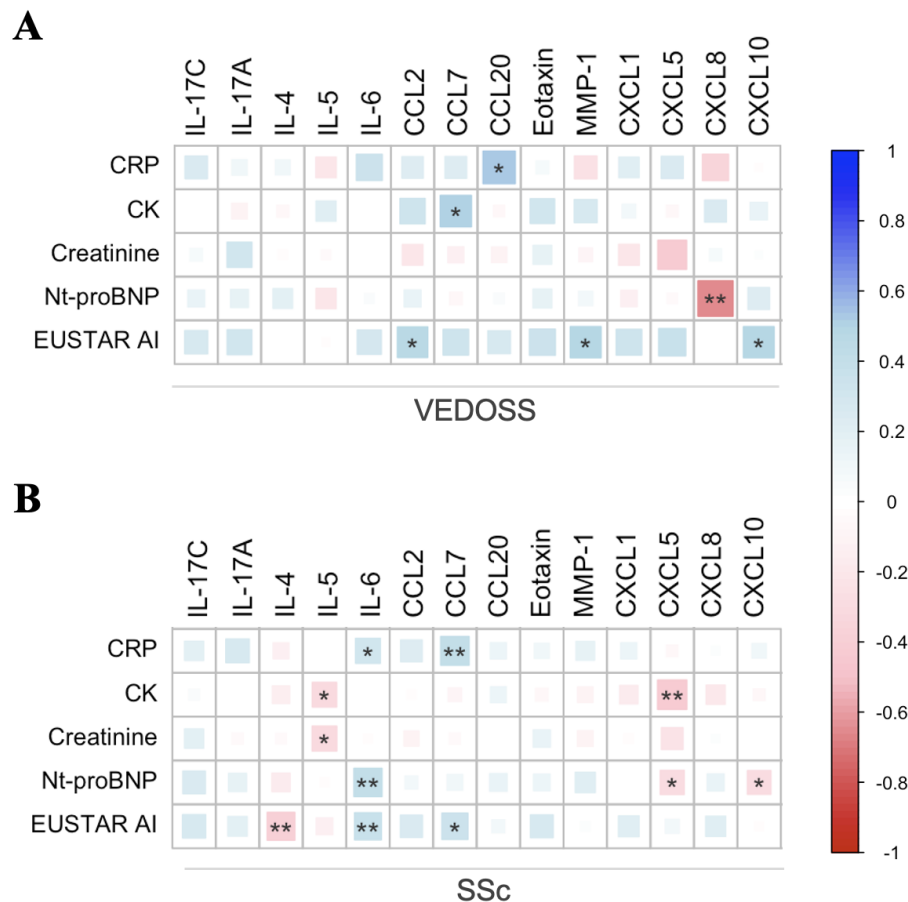 A
IL-17C IL-17A IL-4 IL-5 IL-6 CCL2 CCL7 CCL20 Eotaxin MMP-1 CXCL1 CXCL5 CXCL8 CXCL10
CRP *
CK *
Creatinine
Nt-proBNP **
EUSTAR AI * * *
VEDOSS
1
0.8
0.6
0.4
0.2
0
-0.2
-0.4
-0.6
-0.8
-1
B
IL-17C IL-17A IL-4 IL-5 IL-6 CCL2 CCL7 CCL20 Eotaxin MMP-1 CXCL1 CXCL5 CXCL8 CXCL10
CRP * **
CK * **
Creatinine *
Nt-proBNP ** * *
EUSTAR AI ** ** *
SSc